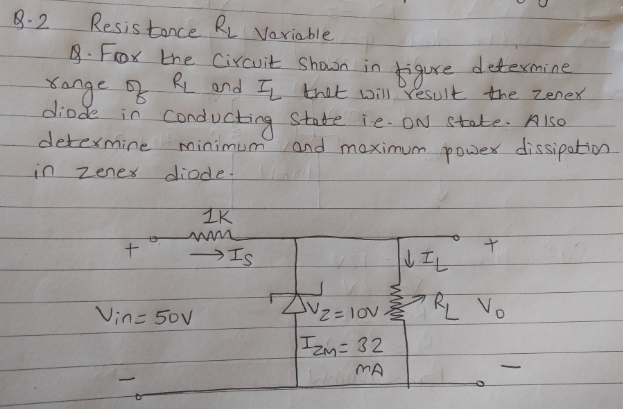 Q.2 Resistance RL Variable
Q. For the Circuit Shown in figure determine
range of RL and IL that will result the zener
diode in conducting state i.e. ON state. Also
determine minimum and maximum power dissipation
in zener diode.
1K
+ → IS ↓ IL +
Vin = 50V VZ = 10V RL Vo
IZM = 32
mA
- -